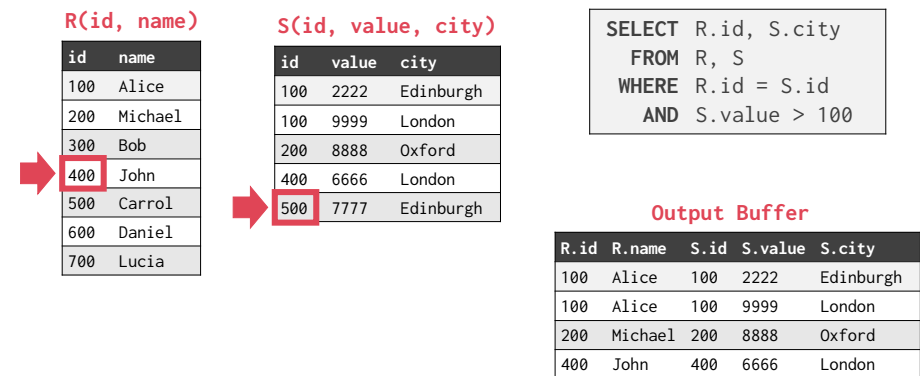 R(id, name)
id name
100 Alice
200 Michael
300 Bob
400 John
500 Carrol
600 Daniel
700 Lucia
S(id, value, city)
id value city
100 2222 Edinburgh
100 9999 London
200 8888 Oxford
400 6666 London
500 7777 Edinburgh
SELECT R.id, S.city
FROM R, S
WHERE R.id = S.id
AND S.value > 100
Output Buffer
R.id R.name S.id S.value S.city
100 Alice 100 2222 Edinburgh
100 Alice 100 9999 London
200 Michael 200 8888 Oxford
400 John 400 6666 London